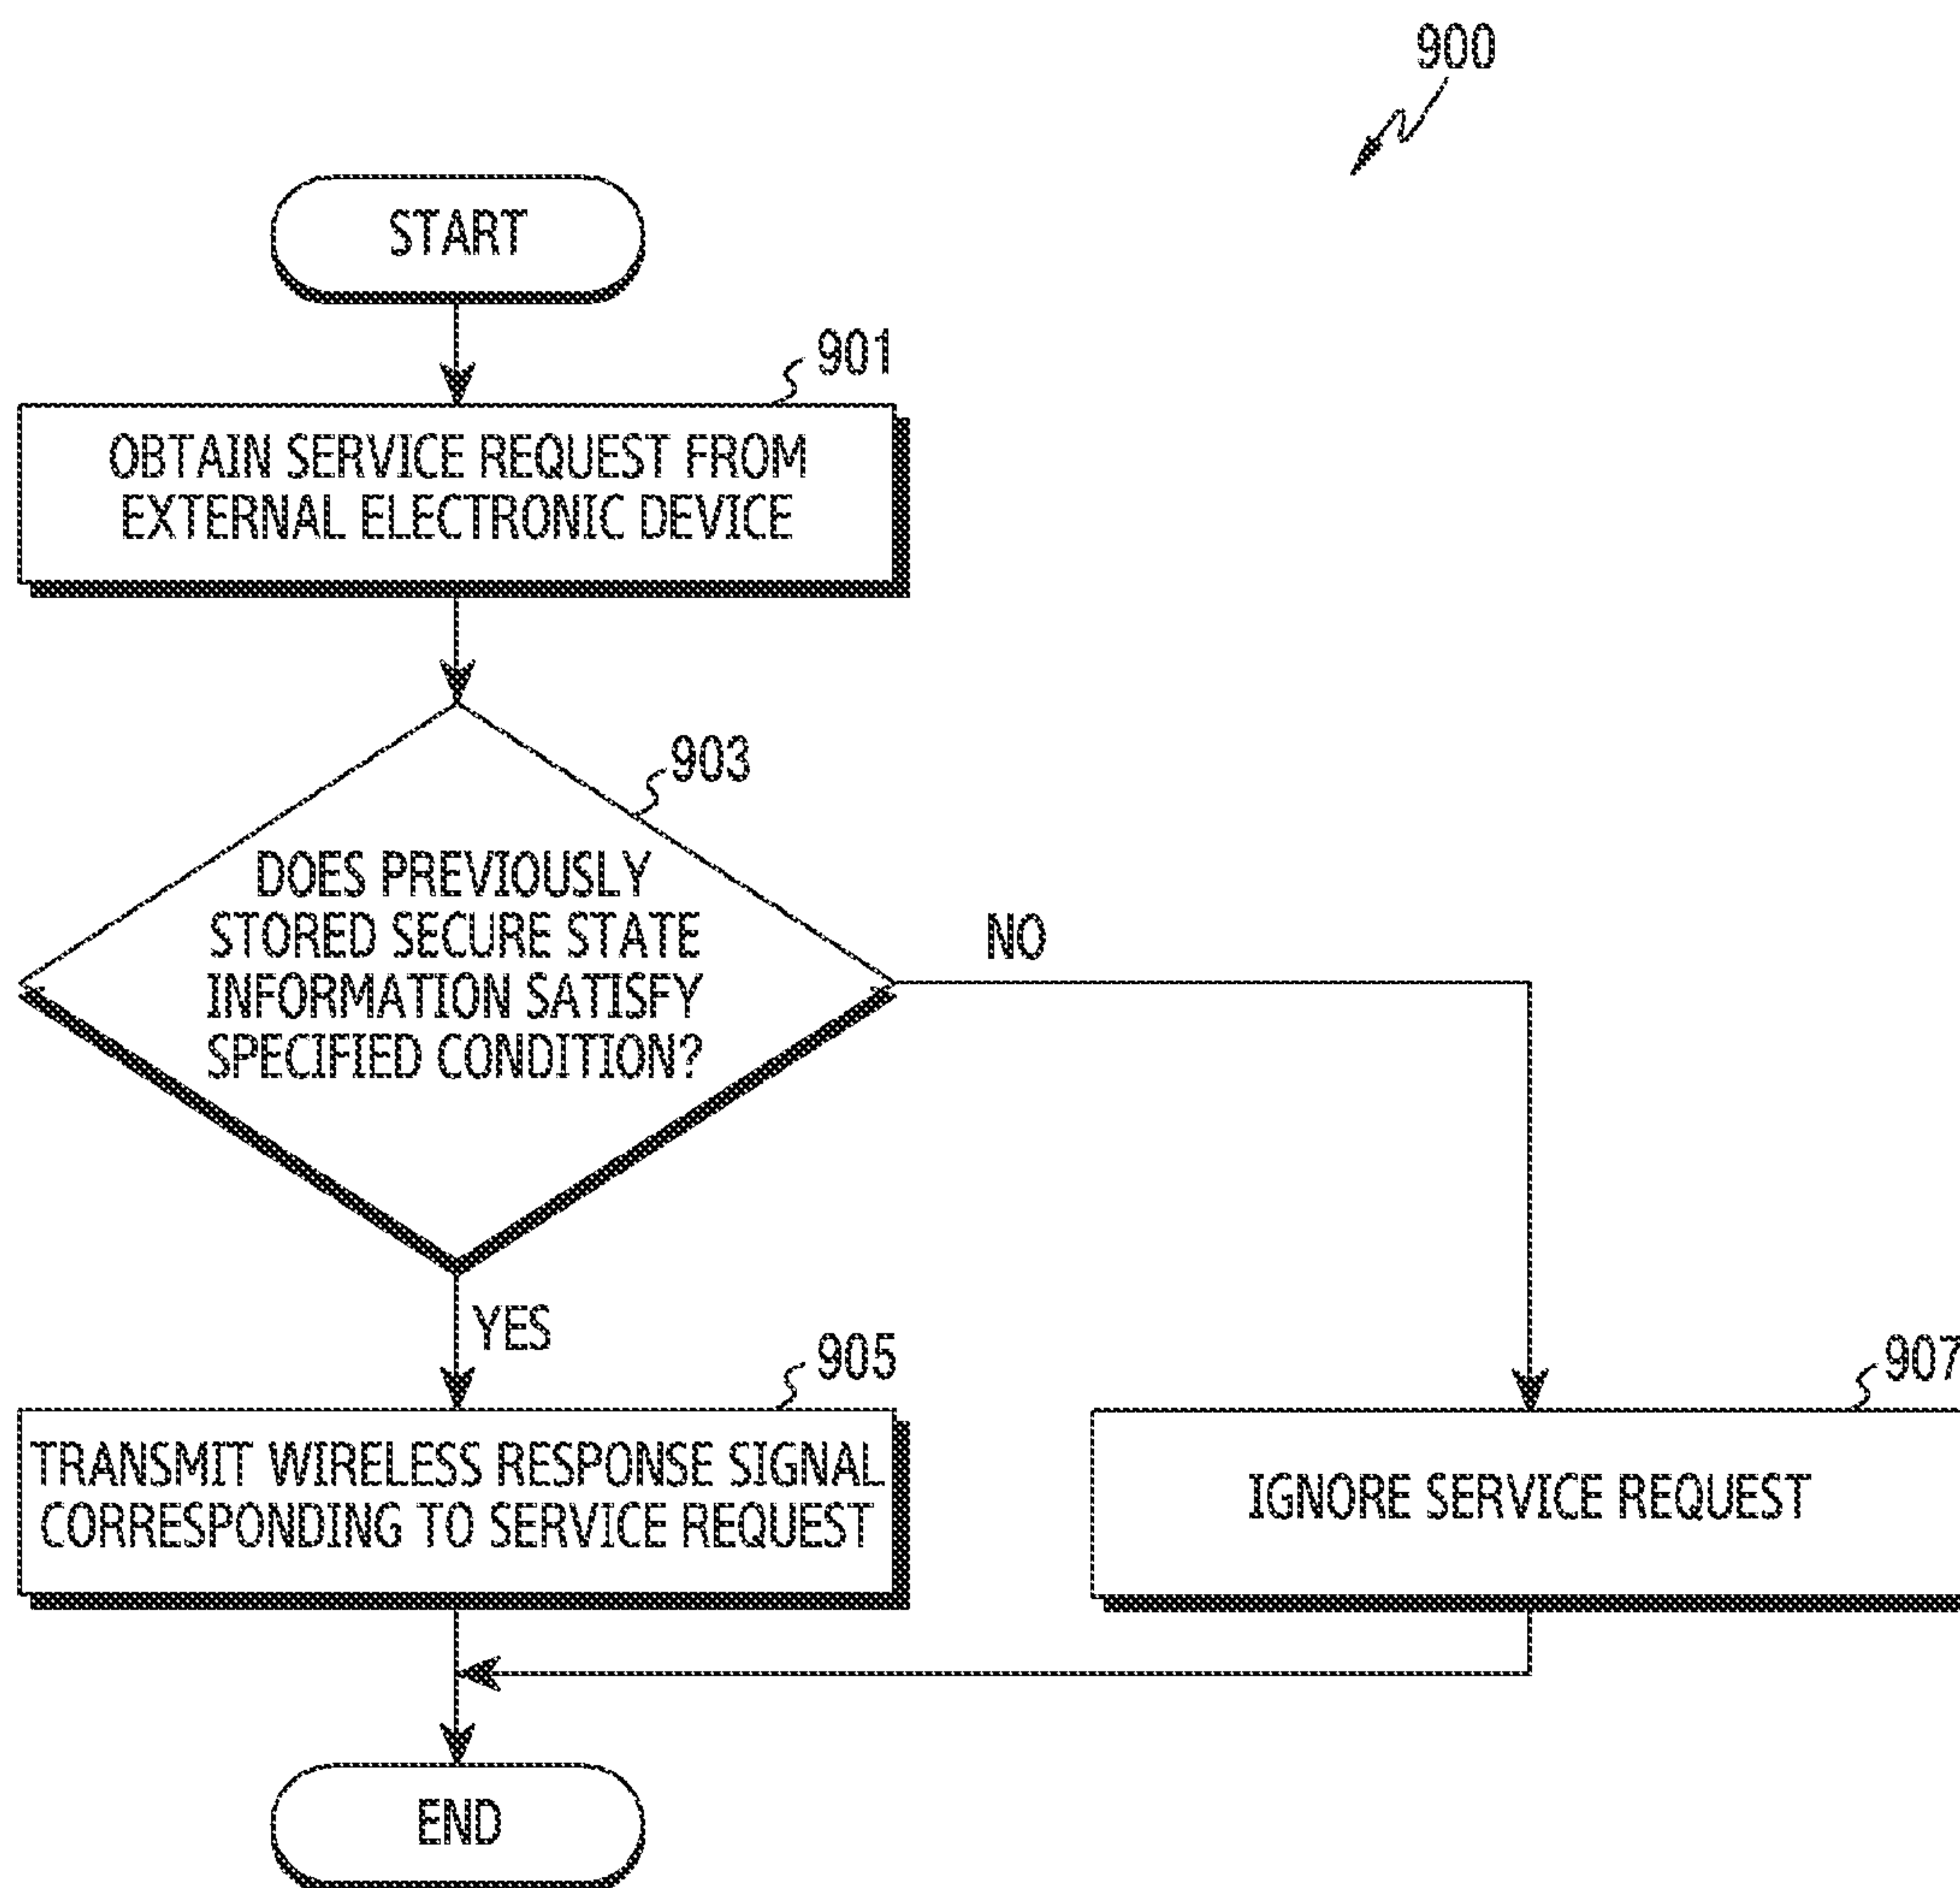 900
START
901
OBTAIN SERVICE REQUEST FROM
EXTERNAL ELECTRONIC DEVICE
903
DOES PREVIOUSLY
STORED SECURE STATE
INFORMATION SATISFY
SPECIFIED CONDITION?
NO
YES
905
TRANSMIT WIRELESS RESPONSE SIGNAL
CORRESPONDING TO SERVICE REQUEST
907
IGNORE SERVICE REQUEST
END